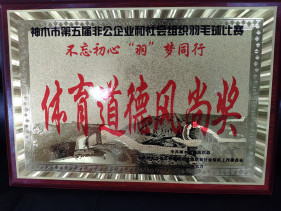 神木市第五届非公企业和社会组织羽毛球比赛
不忘初心“羽”梦同行
体育道德风尚奖